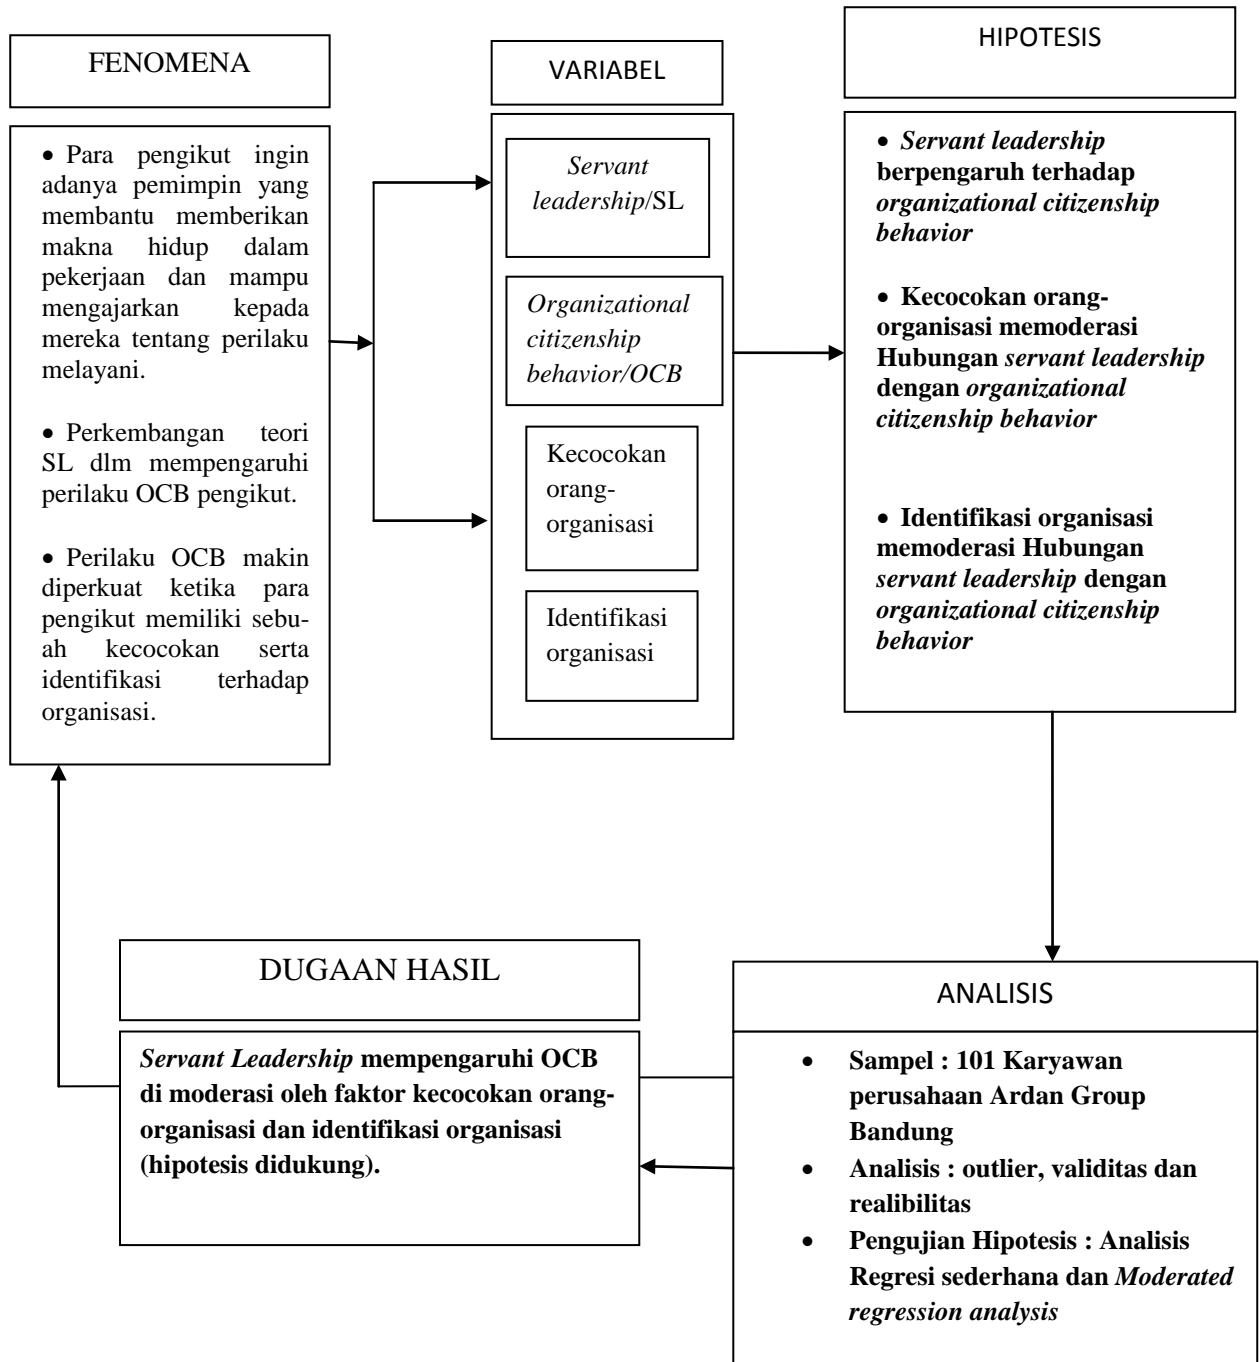 FENOMENA
• Para pengikut ingin
adanya pemimpin yang
membantu memberikan
makna hidup dalam
pekerjaan dan mampu
mengajarkan kepada
mereka tentang perilaku
melayani.
• Perkembangan teori
SL dlm mempengaruhi
perilaku OCB pengikut.
• Perilaku OCB makin
diperkuat ketika para
pengikut memiliki sebu-
ah kecocokan serta
identifikasi terhadap
organisasi.
VARIABEL
Servant
leadership/SL
Organizational
citizenship
behavior/OCB
Kecocokan
orang-
organisasi
Identifikasi
organisasi
HIPOTESIS
• Servant leadership
berpengaruh terhadap
organizational citizenship
behavior
• Kecocokan orang-
organisasi memoderasi
Hubungan servant leadership
dengan organizational
citizenship behavior
• Identifikasi organisasi
memoderasi Hubungan
servant leadership dengan
organizational citizenship
behavior
ANALISIS
• Sampel : 101 Karyawan
perusahaan Ardan Group
Bandung
• Analisis : outlier, validitas dan
realibilitas
• Pengujian Hipotesis : Analisis
Regresi sederhana dan Moderated
regression analysis
DUGAAN HASIL
Servant Leadership mempengaruhi OCB
di moderasi oleh faktor kecocokan orang-
organisasi dan identifikasi organisasi
(hipotesis didukung).